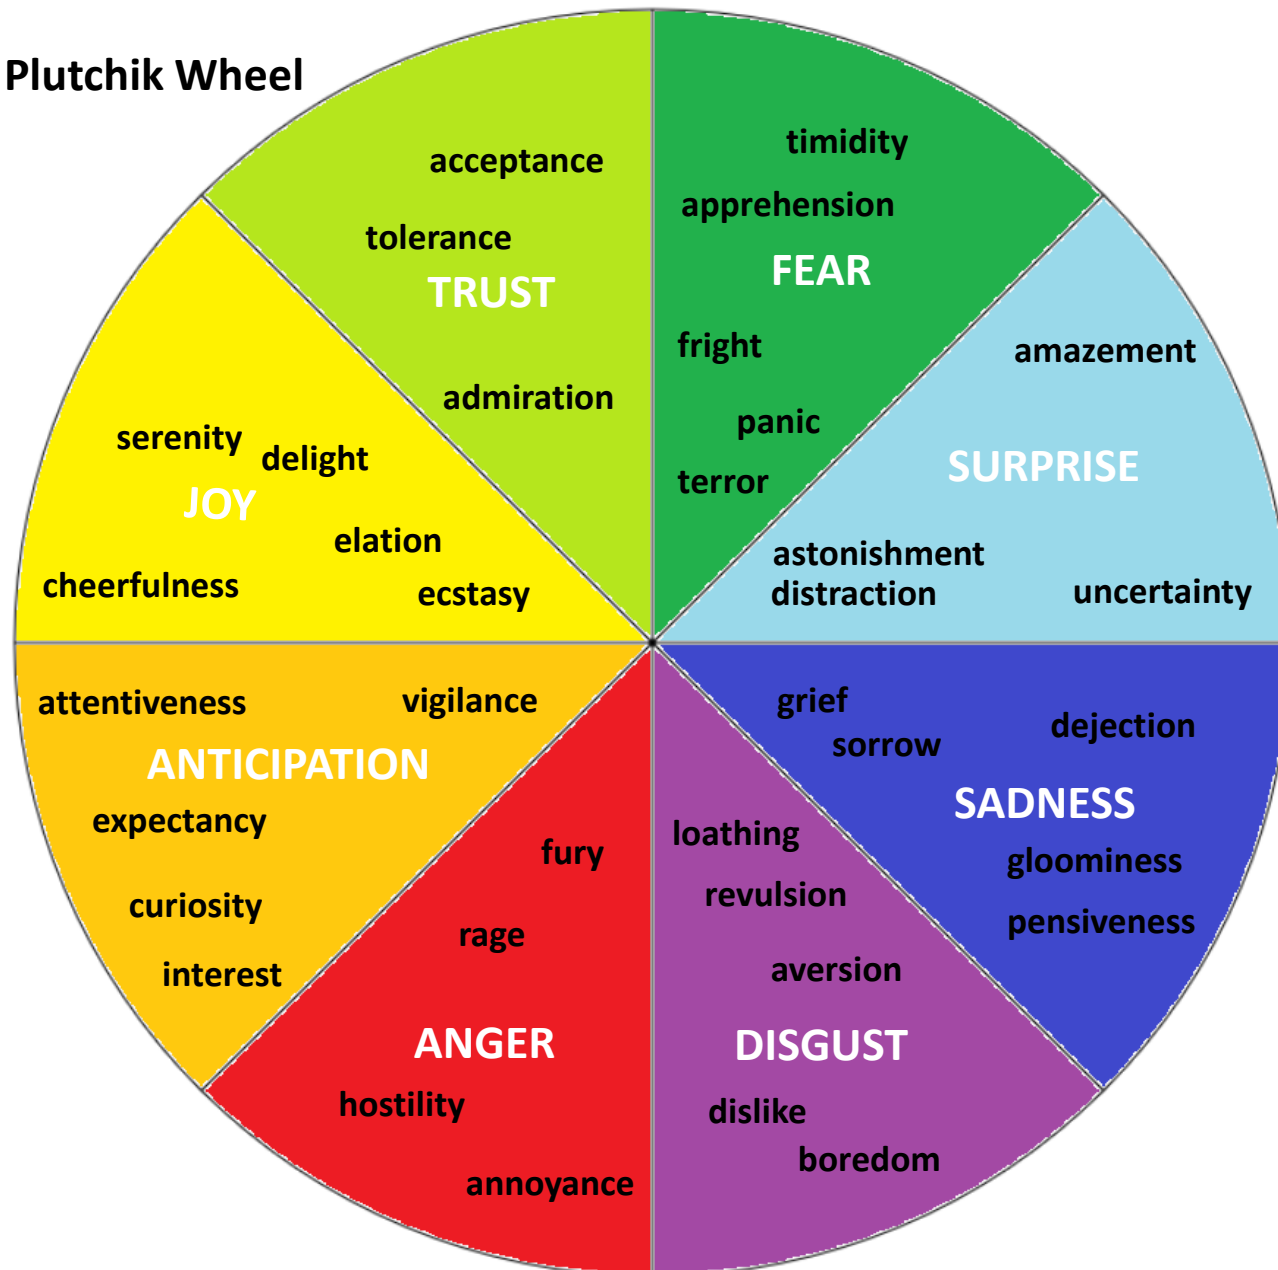 Plutchik Wheel
acceptance
tolerance
TRUST
admiration
timidity
apprehension
FEAR
fright
panic
terror
amazement
SURPRISE
astonishment
distraction
uncertainty
grief
sorrow
dejection
SADNESS
gloominess
pensiveness
loathing
revulsion
aversion
DISGUST
dislike
boredom
fury
rage
ANGER
hostility
annoyance
attentiveness
vigilance
ANTICIPATION
expectancy
curiosity
interest
serenity
delight
JOY
elation
cheerfulness
ecstasy